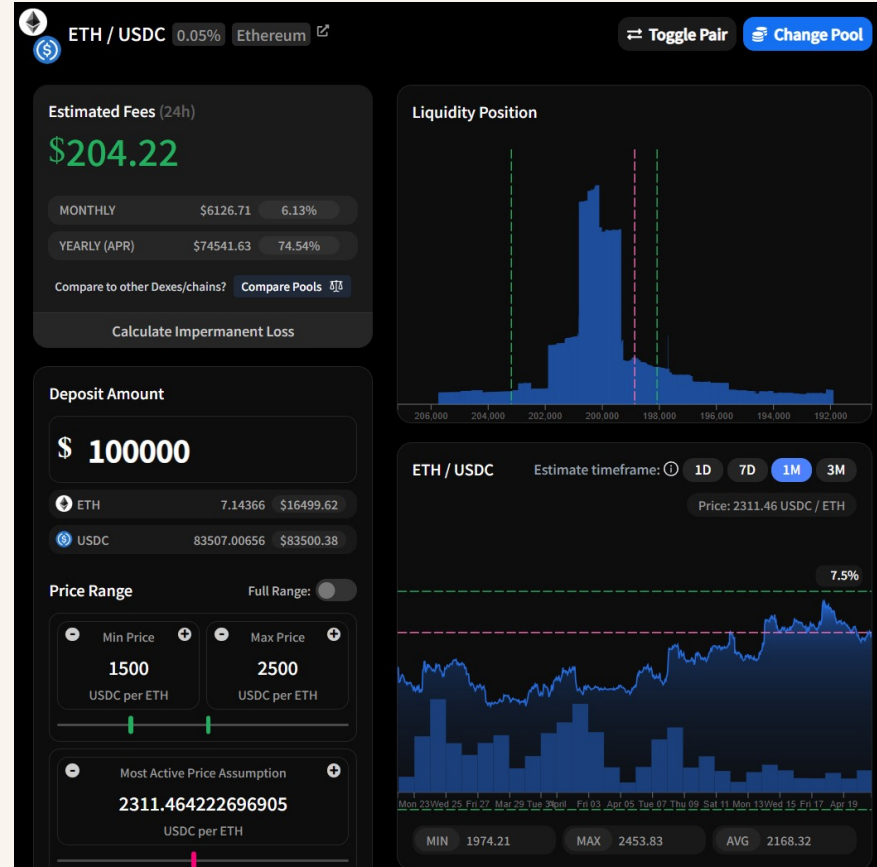 ETH / USDC 0.05% Ethereum
Toggle Pair
Change Pool
Estimated Fees (24h)
$204.22
MONTHLY $6126.71 6.13%
YEARLY (APR) $74541.63 74.54%
Compare to other Dexes/chains? Compare Pools
Calculate Impermanent Loss
Deposit Amount
$ 100000
ETH 7.14366 $16499.62
USDC 83507.00656 $83500.38
Price Range Full Range:
Min Price
1500
USDC per ETH
Max Price
2500
USDC per ETH
Most Active Price Assumption
2311.464222696905
USDC per ETH
Liquidity Position
206,000 204,000 202,000 200,000 198,000 196,000 194,000 192,000
ETH / USDC Estimate timeframe: 1D 7D 1M 3M
Price: 2311.46 USDC / ETH
7.5%
Mon 23 Wed 25 Fri 27 Mar 29 Tue 31 April Fri 03 Apr 05 Tue 07 Thu 09 Sat 11 Mon 13 Wed 15 Fri 17 Apr 19
MIN 1974.21 MAX 2453.83 AVG 2168.32